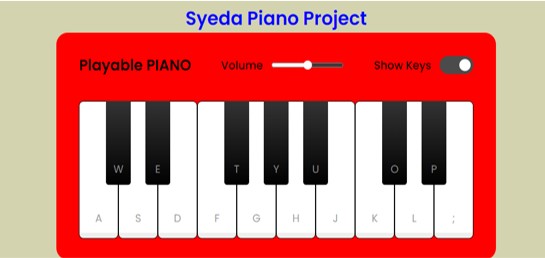 Syeda Piano Project
Playable PIANO Volume Show Keys
W E T Y U O P
A S D F G H J K L ;